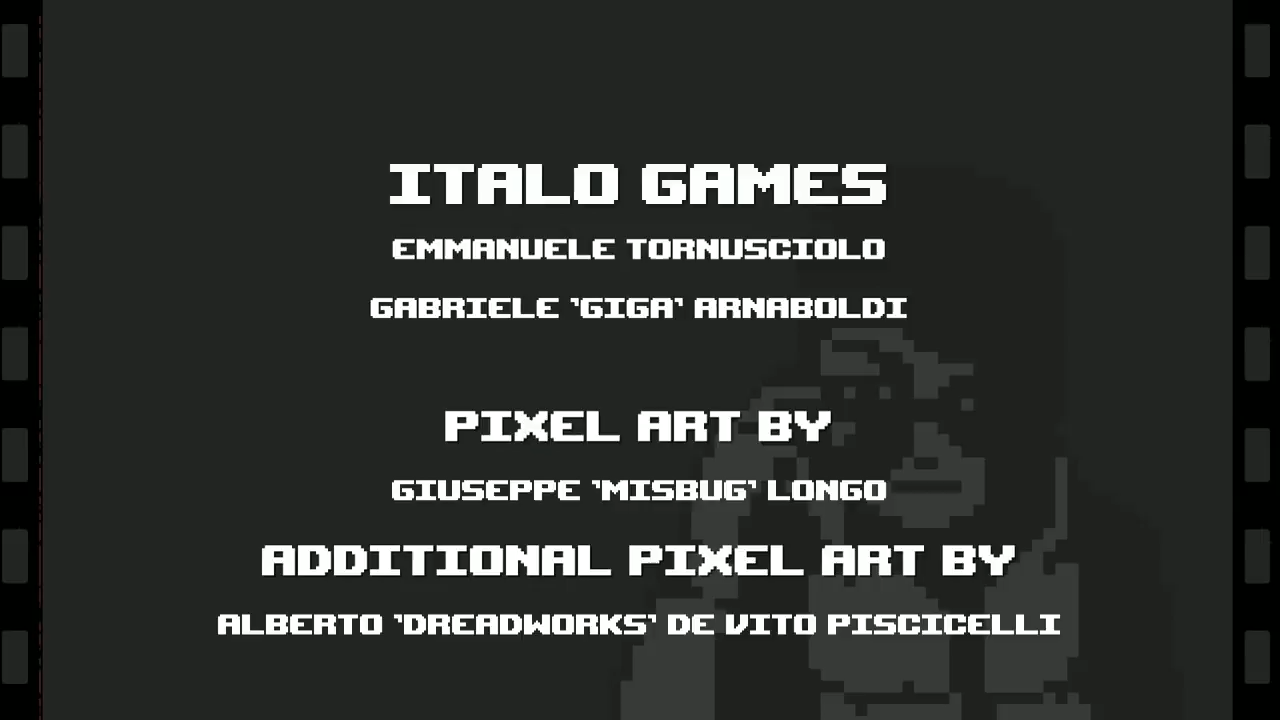 ITALO GAMES
EMMANUELE TORNUSCIOLO
GABRIELE 'GIGA' ARNABOLDI
PIXEL ART BY
GIUSEPPE 'MISBUG' LONGO
ADDITIONAL PIXEL ART BY
ALBERTO 'DREADWORKS' DE VITO PISCICELLI